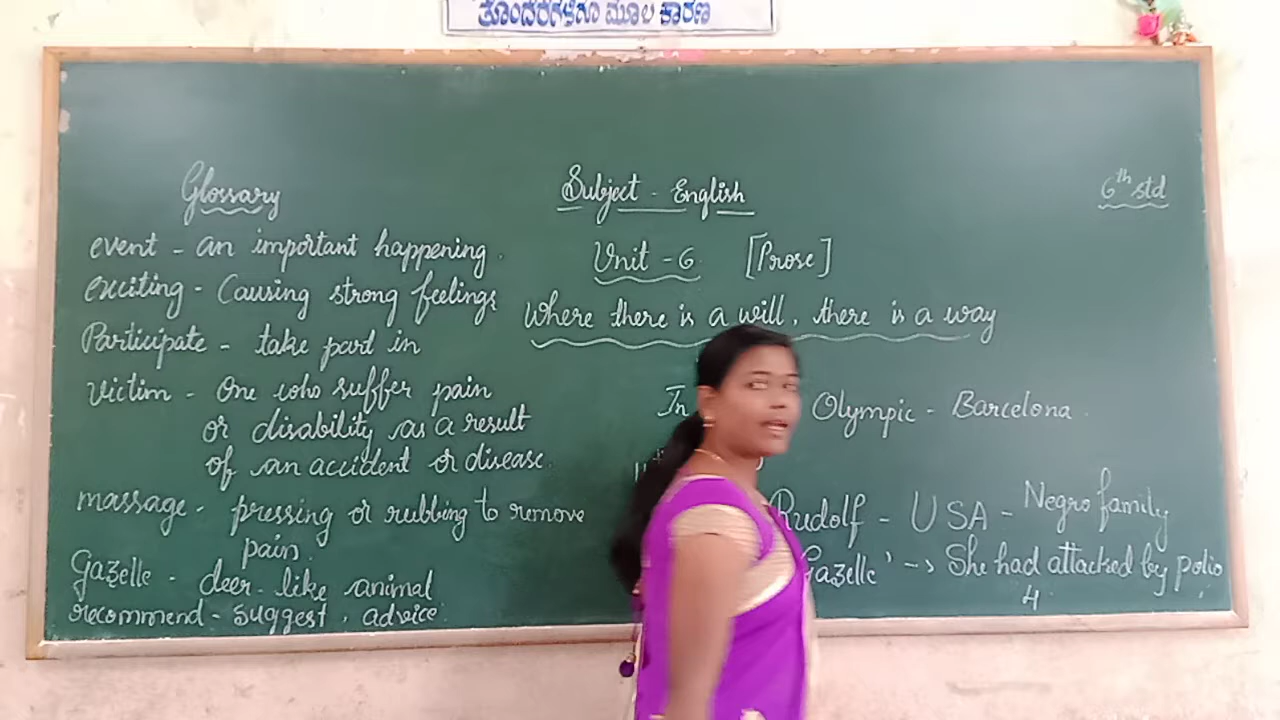 ತೊಂದರೆಗಳಿಗೂ ಮೂಲ ಕಾರಣ
Glossary
event - an important happening.
exciting - Causing strong feelings
Participate - take part in
Victim - One who suffer pain
or disability as a result
of an accident or disease.
massage - pressing or rubbing to remove
pain.
Gazelle - deer-like animal
recommend - suggest, advice.
Subject - English
Unit - 6 [Prose]
Where there is a will, there is a way
In Olympic - Barcelona.
Rudolf - USA - Negro family
Gazelle' -> She had attacked by polio.
4
6th std